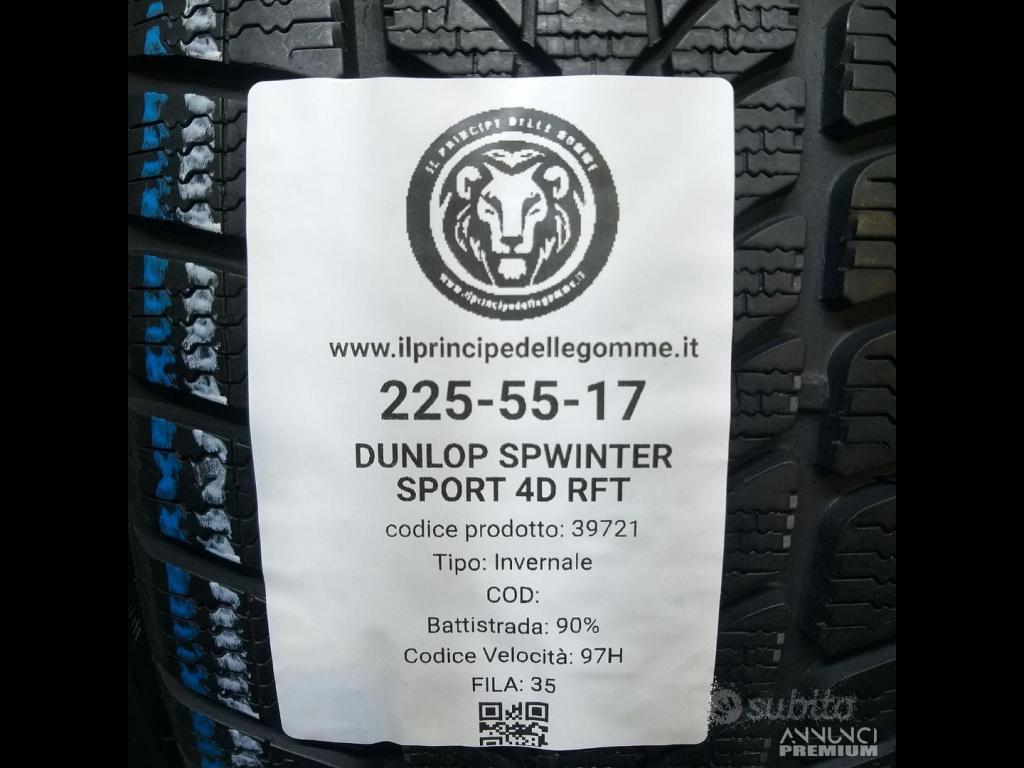 IL PRINCIPE DELLE GOMME
www.ilprincipedellegomme.it
www.ilprincipedellegomme.it
225-55-17
DUNLOP SPWINTER
SPORT 4D RFT
codice prodotto: 39721
Tipo: Invernale
COD:
Battistrada: 90%
Codice Velocità: 97H
FILA: 35
subito
ANNUNCI
PREMIUM